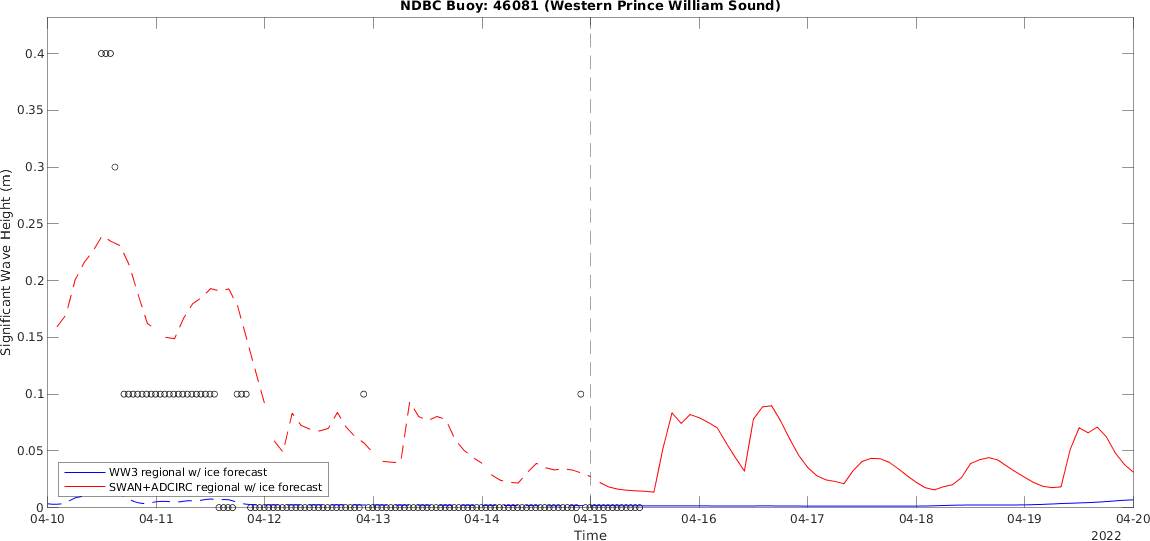 NDBC Buoy: 46081 (Western Prince William Sound)
Significant Wave Height (m)
0.4
0.35
0.3
0.25
0.2
0.15
0.1
0.05
0
WW3 regional w/ ice forecast
SWAN+ADCIRC regional w/ ice forecast
04-10 04-11 04-12 04-13 04-14 04-15 04-16 04-17 04-18 04-19 04-20
Time
2022